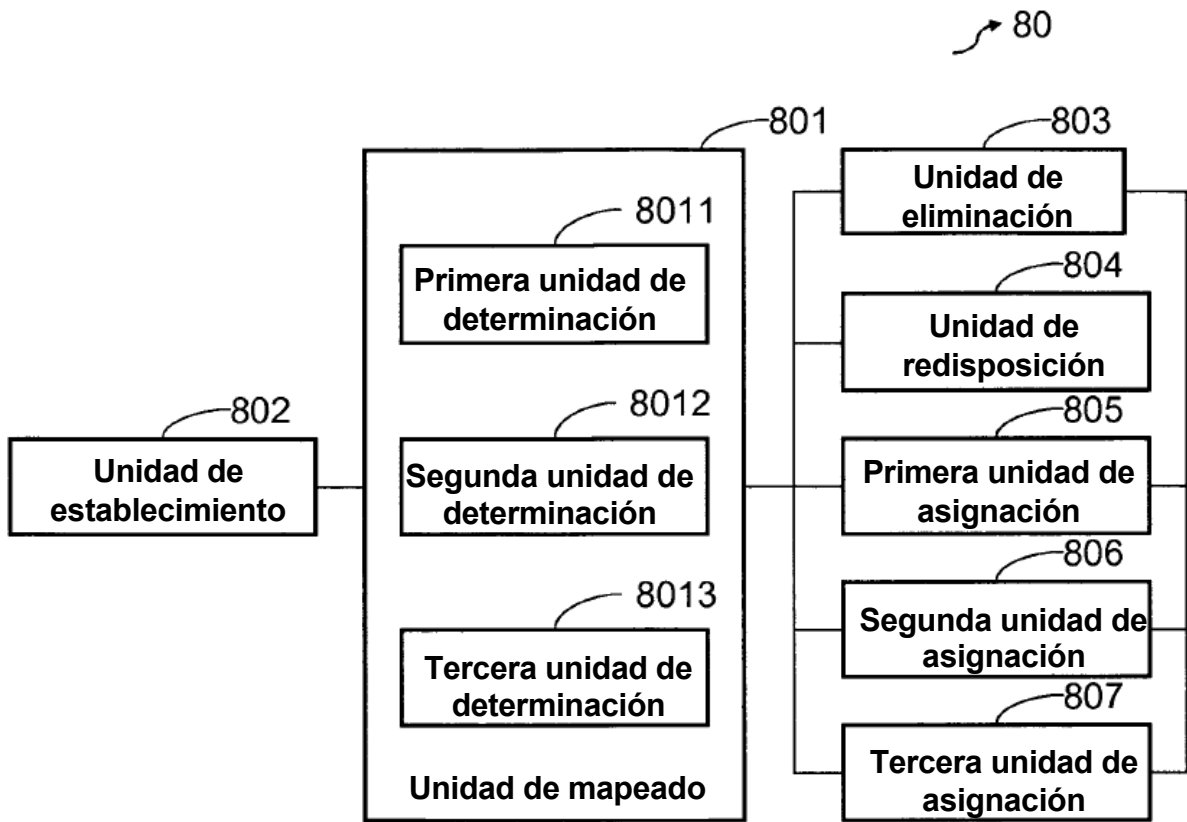 80
801
803
Unidad de
eliminación
8011
Primera unidad de
determinación
804
Unidad de
redisposición
802
Unidad de
establecimiento
8012
Segunda unidad de
determinación
805
Primera unidad de
asignación
806
Segunda unidad de
asignación
8013
Tercera unidad de
determinación
807
Tercera unidad de
asignación
Unidad de mapeado